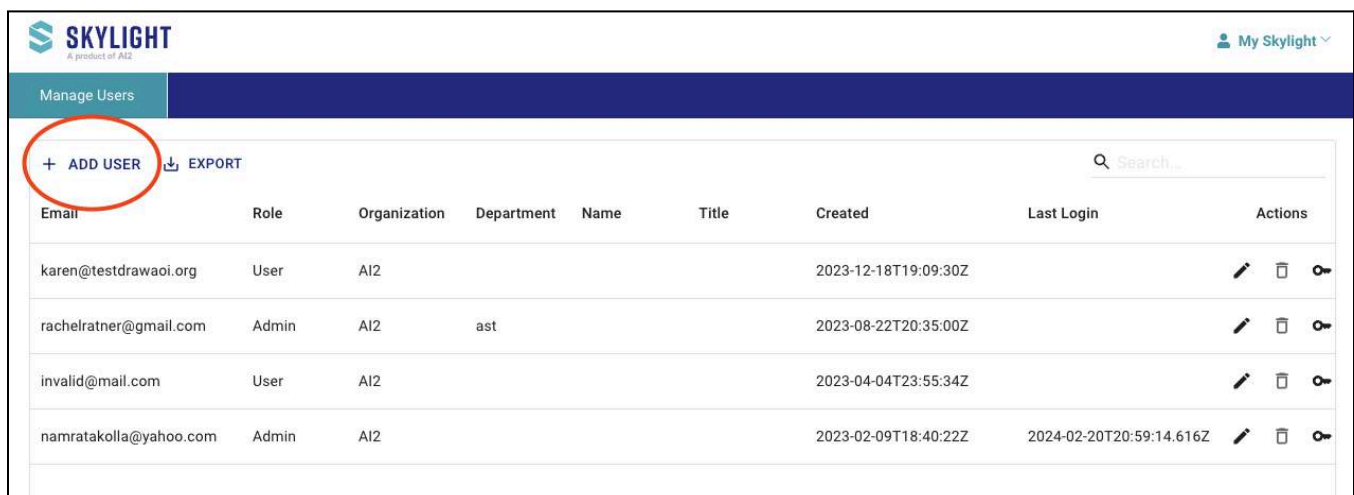 SKYLIGHT
A product of AI2
My Skylight
Manage Users
+ ADD USER EXPORT Search...
Email Role Organization Department Name Title Created Last Login Actions
karen@testdrawaoi.org User AI2 2023-12-18T19:09:30Z
rachelratner@gmail.com Admin AI2 ast 2023-08-22T20:35:00Z
invalid@mail.com User AI2 2023-04-04T23:55:34Z
namratakolla@yahoo.com Admin AI2 2023-02-09T18:40:22Z 2024-02-20T20:59:14.616Z